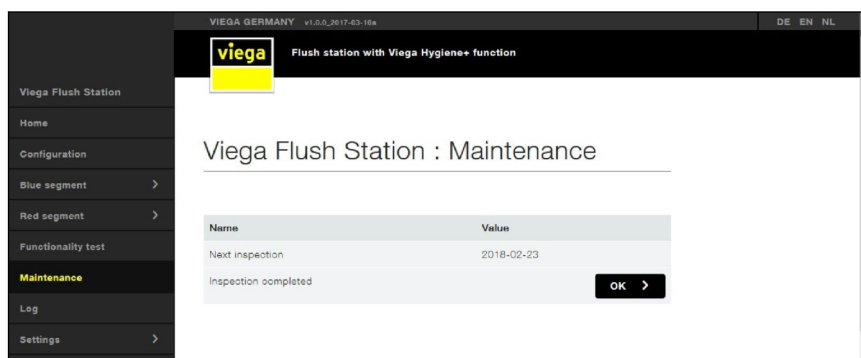 VIEGA GERMANY v1.0.0_2017-03-16a
DE EN NL
viega
Flush station with Viega Hygiene+ function
Viega Flush Station
Home
Configuration
Blue segment
Red segment
Functionality test
Maintenance
Log
Settings
Viega Flush Station : Maintenance
Name Value
Next inspection 2018-02-23
Inspection completed
OK